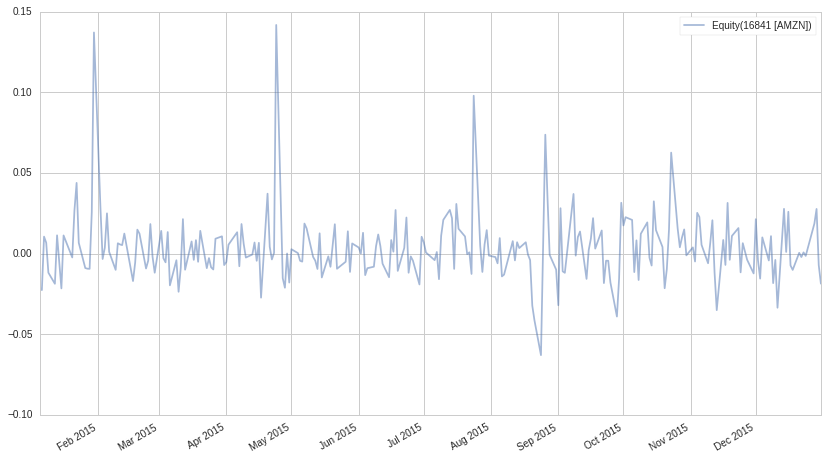 0.15
Equity(16841 [AMZN])
0.10
0.05
0.00
−0.05
−0.10
Feb 2015
Mar 2015
Apr 2015
May 2015
Jun 2015
Jul 2015
Aug 2015
Sep 2015
Oct 2015
Nov 2015
Dec 2015